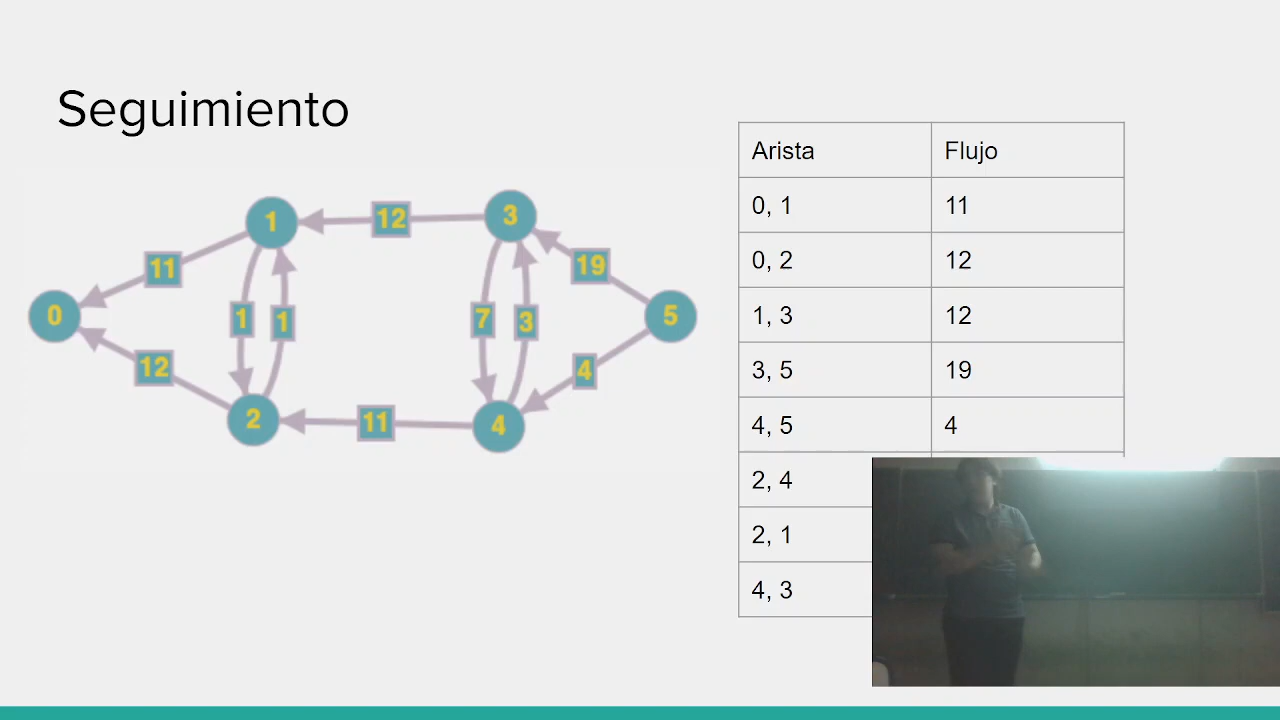 Seguimiento
Arista Flujo
0, 1 11
0, 2 12
1, 3 12
3, 5 19
4, 5 4
2, 4
2, 1
4, 3
1 12 3
11 19
0 1 1 7 3 5
12 4
2 11 4